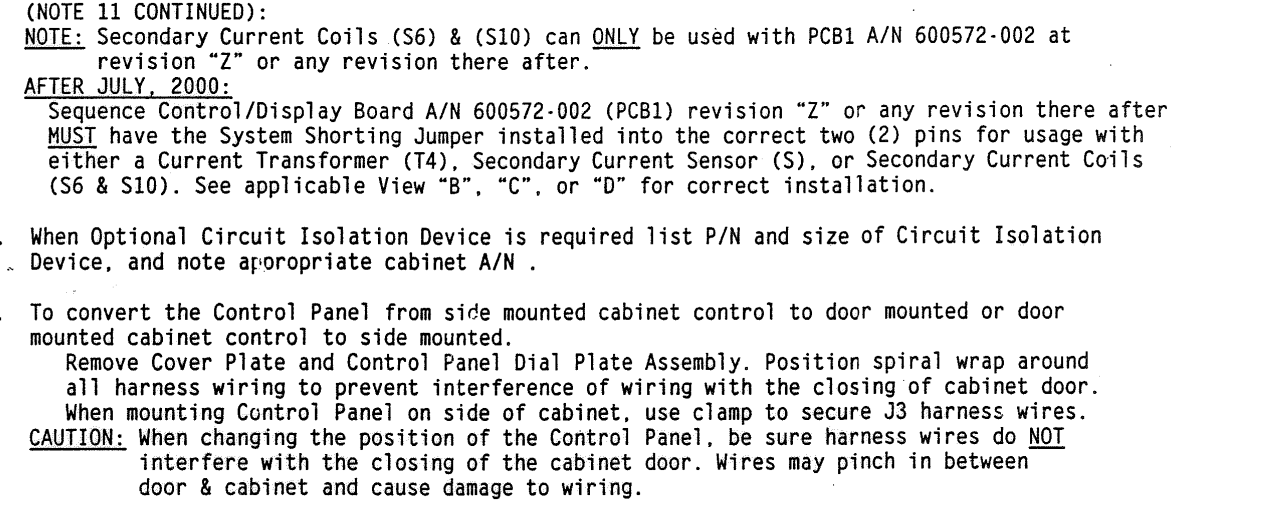 (NOTE 11 CONTINUED):
NOTE: Secondary Current Coils (S6) & (S10) can ONLY be used with PCB1 A/N 600572-002 at
revision "Z" or any revision there after.
AFTER JULY, 2000:
Sequence Control/Display Board A/N 600572-002 (PCB1) revision "Z" or any revision there after
MUST have the System Shorting Jumper installed into the correct two (2) pins for usage with
either a Current Transformer (T4), Secondary Current Sensor (S), or Secondary Current Coils
(S6 & S10). See applicable View "B", "C", or "D" for correct installation.
When Optional Circuit Isolation Device is required list P/N and size of Circuit Isolation
Device, and note appropriate cabinet A/N .
To convert the Control Panel from side mounted cabinet control to door mounted or door
mounted cabinet control to side mounted.
Remove Cover Plate and Control Panel Dial Plate Assembly. Position spiral wrap around
all harness wiring to prevent interference of wiring with the closing of cabinet door.
When mounting Control Panel on side of cabinet, use clamp to secure J3 harness wires.
CAUTION: When changing the position of the Control Panel, be sure harness wires do NOT
interfere with the closing of the cabinet door. Wires may pinch in between
door & cabinet and cause damage to wiring.